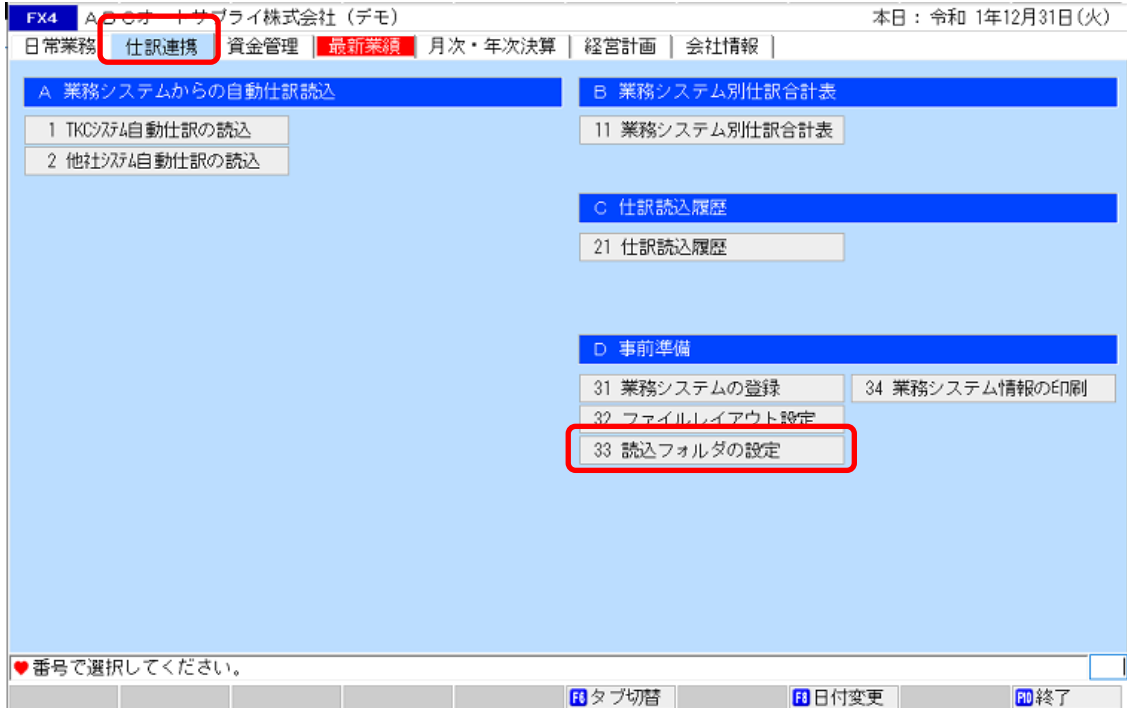 FX4 ABCオートサプライ株式会社（デモ） 本日：令和 1年12月31日(火)
日常業務 仕訳連携 資金管理 最新業績 月次・年次決算 経営計画 会社情報
A 業務システムからの自動仕訳読込
1 TKCｼｽﾃﾑ自動仕訳の読込
2 他社ｼｽﾃﾑ自動仕訳の読込
B 業務システム別仕訳合計表
11 業務システム別仕訳合計表
C 仕訳読込履歴
21 仕訳読込履歴
D 事前準備
31 業務システムの登録 34 業務システム情報の印刷
32 ファイルレイアウト設定
33 読込フォルダの設定
♥番号で選択してください。
F6タブ切替 F8日付変更 F10終了